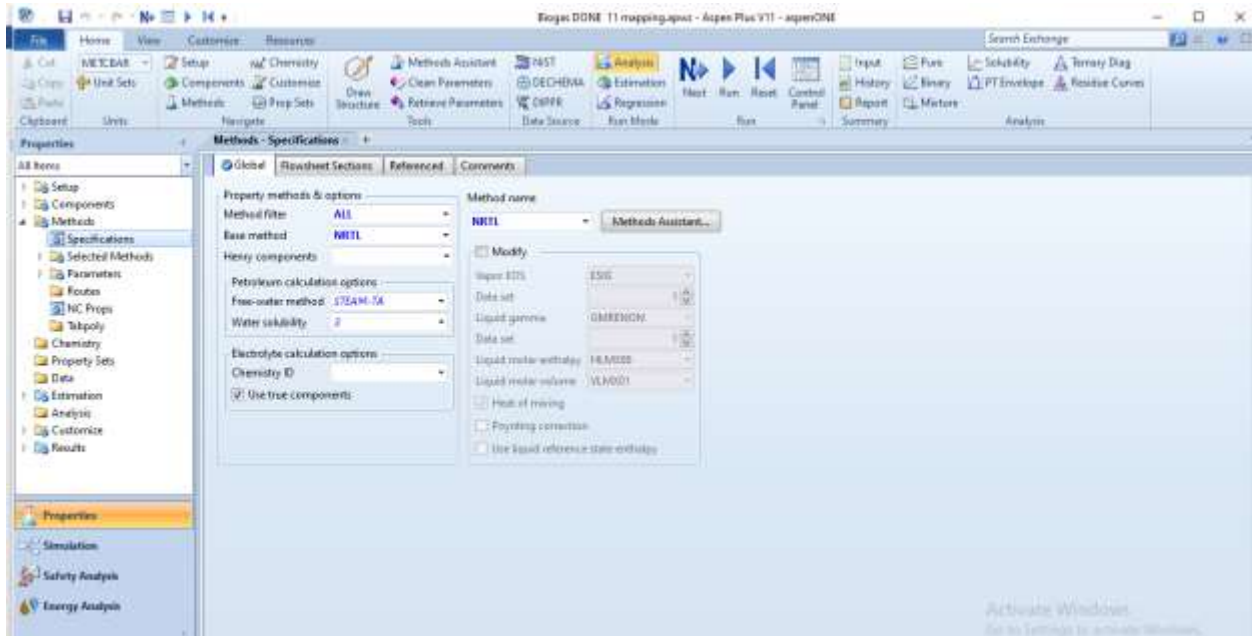 Biogas DONE 11 mapping.apwz - Aspen Plus V11 - aspenONE
File Home View Customize Resources Search Exchange
Cut METCBAR Setup Chemistry Methods Assistant NIST Analysis Input Pure Solubility Ternary Diag
Copy Unit Sets Components Customize Clean Parameters DECHEMA Estimation History Binary PT Envelope Residue Curves
Paste Methods Prop Sets Draw Structure Retrieve Parameters DIPPR Regression Next Run Reset Control Panel Report Mixture
Clipboard Units Navigate Tools Data Source Run Mode Run Summary Analysis
Properties
All Items
Setup
Components
Methods
Specifications
Selected Methods
Parameters
Routes
NC Props
Tabpoly
Chemistry
Property Sets
Data
Estimation
Analysis
Customize
Results
Properties
Simulation
Safety Analysis
Energy Analysis
Methods - Specifications +
Global Flowsheet Sections Referenced Comments
Property methods & options
Method filter ALL
Base method NRTL
Henry components
Petroleum calculation options
Free-water method STEAM-TA
Water solubility 3
Electrolyte calculation options
Chemistry ID
Use true components
Method name
NRTL Methods Assistant...
Modify
Vapor EOS ESIG
Data set 1
Liquid gamma GMRENON
Data set 1
Liquid molar enthalpy
Liquid molar volume VLMX01
Heat of mixing
Poynting correction
Use liquid reference state enthalpy
Activate Windows
Go to Settings to activate Windows.